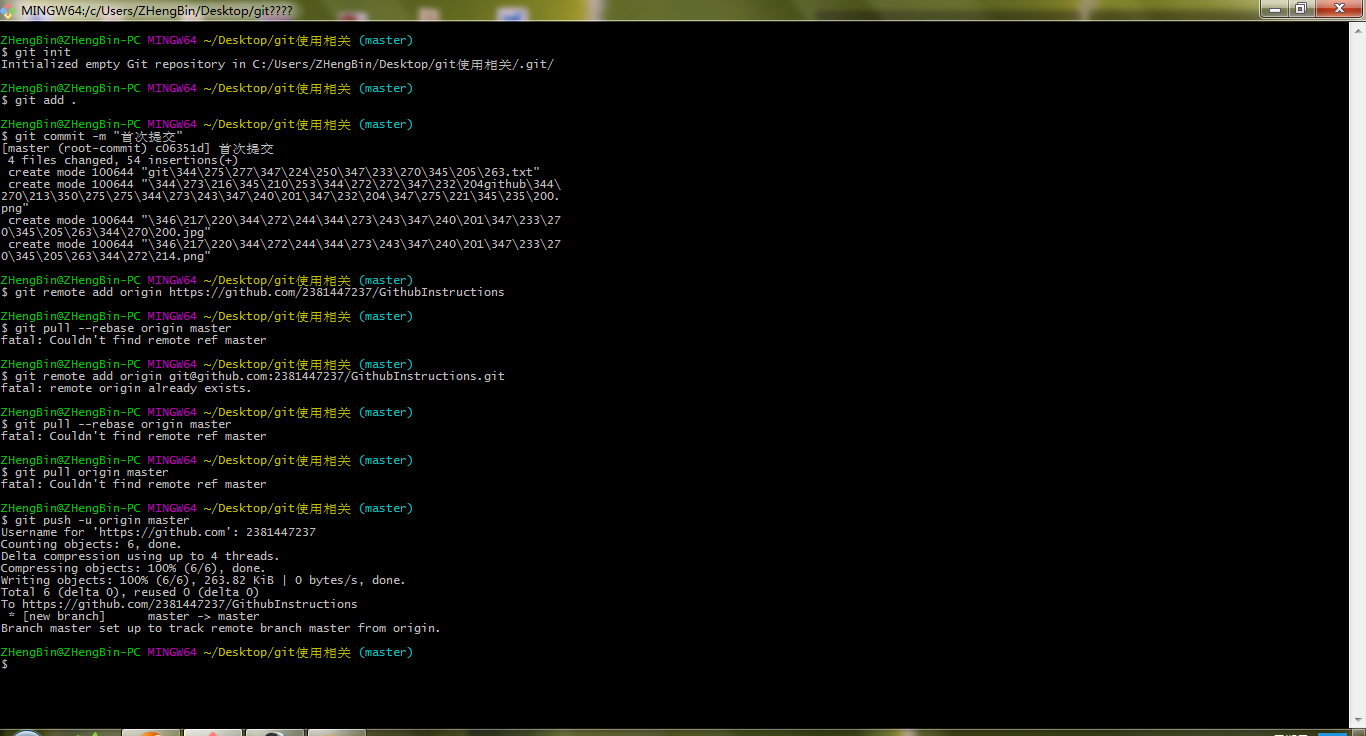 MINGW64:/c/Users/ZHengBin/Desktop/git????
ZHengBin@ZHengBin-PC MINGW64 ~/Desktop/git使用相关 (master)
$ git init
Initialized empty Git repository in C:/Users/ZHengBin/Desktop/git使用相关/.git/
ZHengBin@ZHengBin-PC MINGW64 ~/Desktop/git使用相关 (master)
$ git add .
ZHengBin@ZHengBin-PC MINGW64 ~/Desktop/git使用相关 (master)
$ git commit -m "首次提交"
[master (root-commit) c06351d] 首次提交
4 files changed, 54 insertions(+)
create mode 100644 "git\344\275\277\347\224\250\347\233\270\345\205\263.txt"
create mode 100644 "\344\273\216\345\210\253\344\272\272\347\232\204github\344\
270\213\350\275\275\344\273\243\347\240\201\347\232\204\347\275\221\345\235\200.
png"
create mode 100644 "\346\217\220\344\272\244\344\273\243\347\240\201\347\233\27
0\345\205\263\344\270\200.jpg"
create mode 100644 "\346\217\220\344\272\244\344\273\243\347\240\201\347\233\27
0\345\205\263\344\272\214.png"
ZHengBin@ZHengBin-PC MINGW64 ~/Desktop/git使用相关 (master)
$ git remote add origin https://github.com/2381447237/GithubInstructions
ZHengBin@ZHengBin-PC MINGW64 ~/Desktop/git使用相关 (master)
$ git pull --rebase origin master
fatal: Couldn't find remote ref master
ZHengBin@ZHengBin-PC MINGW64 ~/Desktop/git使用相关 (master)
$ git remote add origin git@github.com:2381447237/GithubInstructions.git
fatal: remote origin already exists.
ZHengBin@ZHengBin-PC MINGW64 ~/Desktop/git使用相关 (master)
$ git pull --rebase origin master
fatal: Couldn't find remote ref master
ZHengBin@ZHengBin-PC MINGW64 ~/Desktop/git使用相关 (master)
$ git pull origin master
fatal: Couldn't find remote ref master
ZHengBin@ZHengBin-PC MINGW64 ~/Desktop/git使用相关 (master)
$ git push -u origin master
Username for 'https://github.com': 2381447237
Counting objects: 6, done.
Delta compression using up to 4 threads.
Compressing objects: 100% (6/6), done.
Writing objects: 100% (6/6), 263.82 KiB | 0 bytes/s, done.
Total 6 (delta 0), reused 0 (delta 0)
To https://github.com/2381447237/GithubInstructions
* [new branch]      master -> master
Branch master set up to track remote branch master from origin.
ZHengBin@ZHengBin-PC MINGW64 ~/Desktop/git使用相关 (master)
$